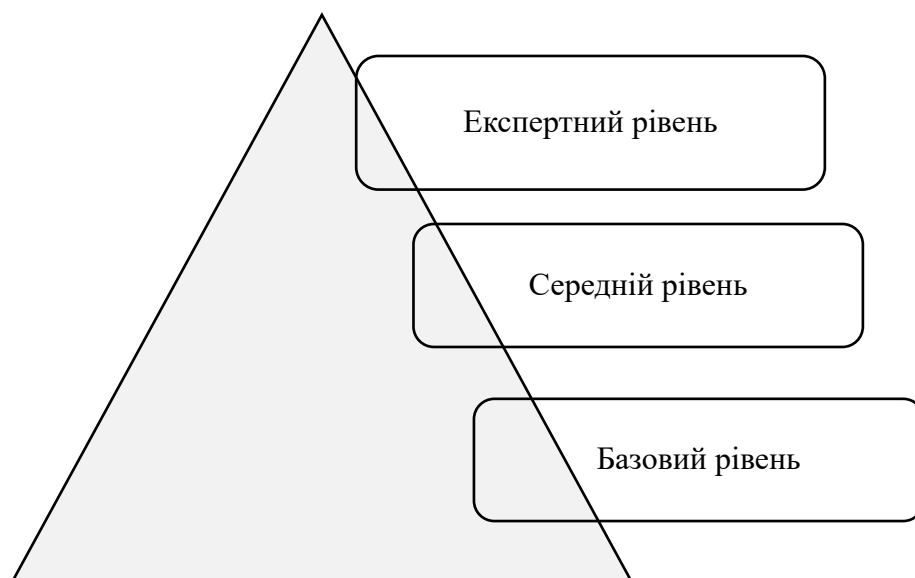 Експертний рівень
Середній рівень
Базовий рівень